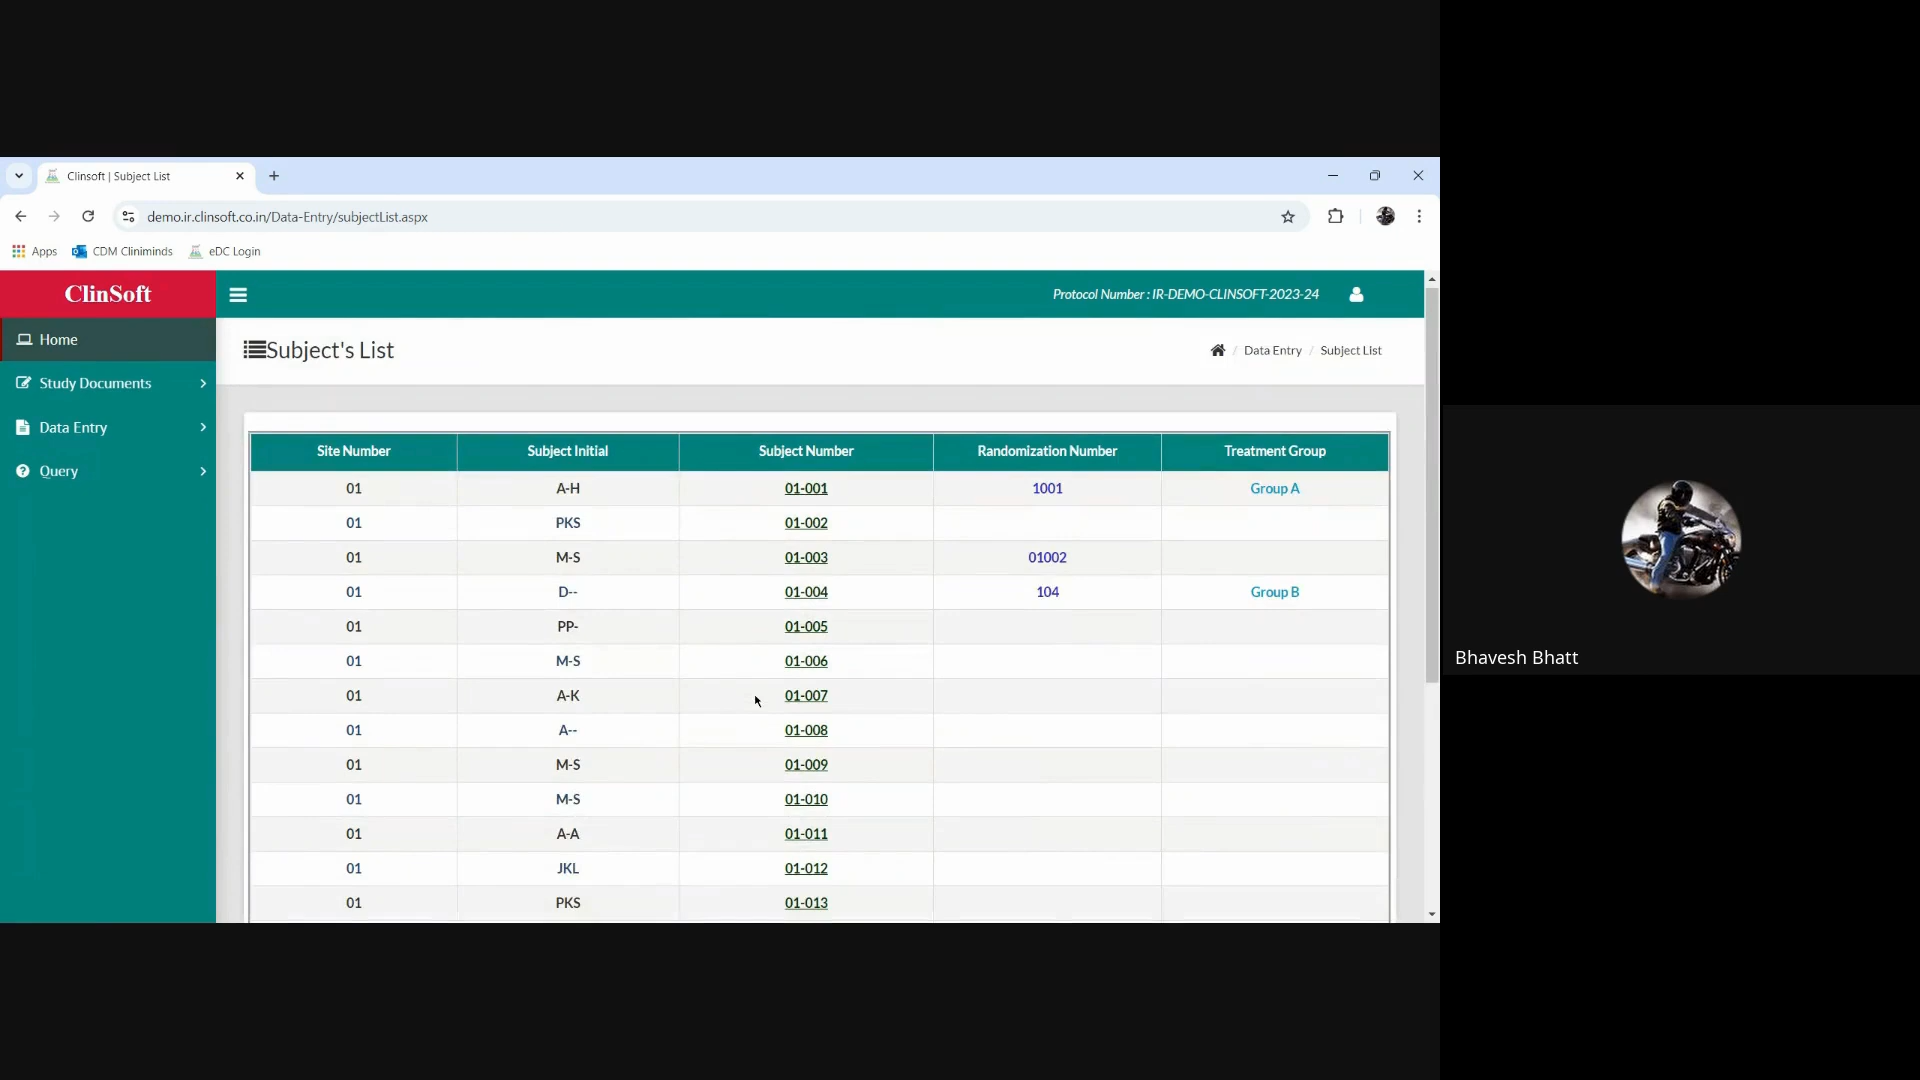 Clinsoft | Subject List
demo.ir.clinsoft.co.in/Data-Entry/subjectList.aspx
Apps CDM Cliniminds eDC Login
ClinSoft
Protocol Number : IR-DEMO-CLINSOFT-2023-24
Home
Study Documents
Data Entry
Query
Subject's List
/ Data Entry / Subject List
Site Number Subject Initial Subject Number Randomization Number Treatment Group
01 A-H 01-001 1001 Group A
01 PKS 01-002
01 M-S 01-003 01002
01 D-- 01-004 104 Group B
01 PP- 01-005
01 M-S 01-006
01 A-K 01-007
01 A-- 01-008
01 M-S 01-009
01 M-S 01-010
01 A-A 01-011
01 JKL 01-012
01 PKS 01-013
Bhavesh Bhatt